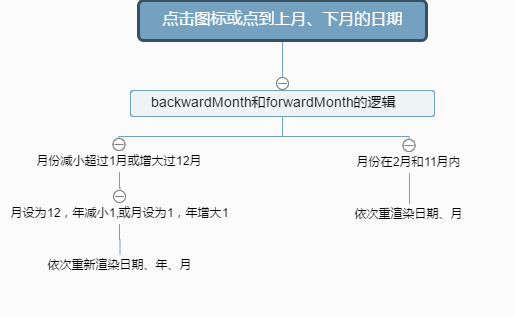 点击图标或点到上月、下月的日期
backwardMonth和forwardMonth的逻辑
月份减小超过1月或增大过12月
月份在2月和11月内
月设为12，年减小1,或月设为1，年增大1
依次重渲染日期、月
依次重新渲染日期、年、月